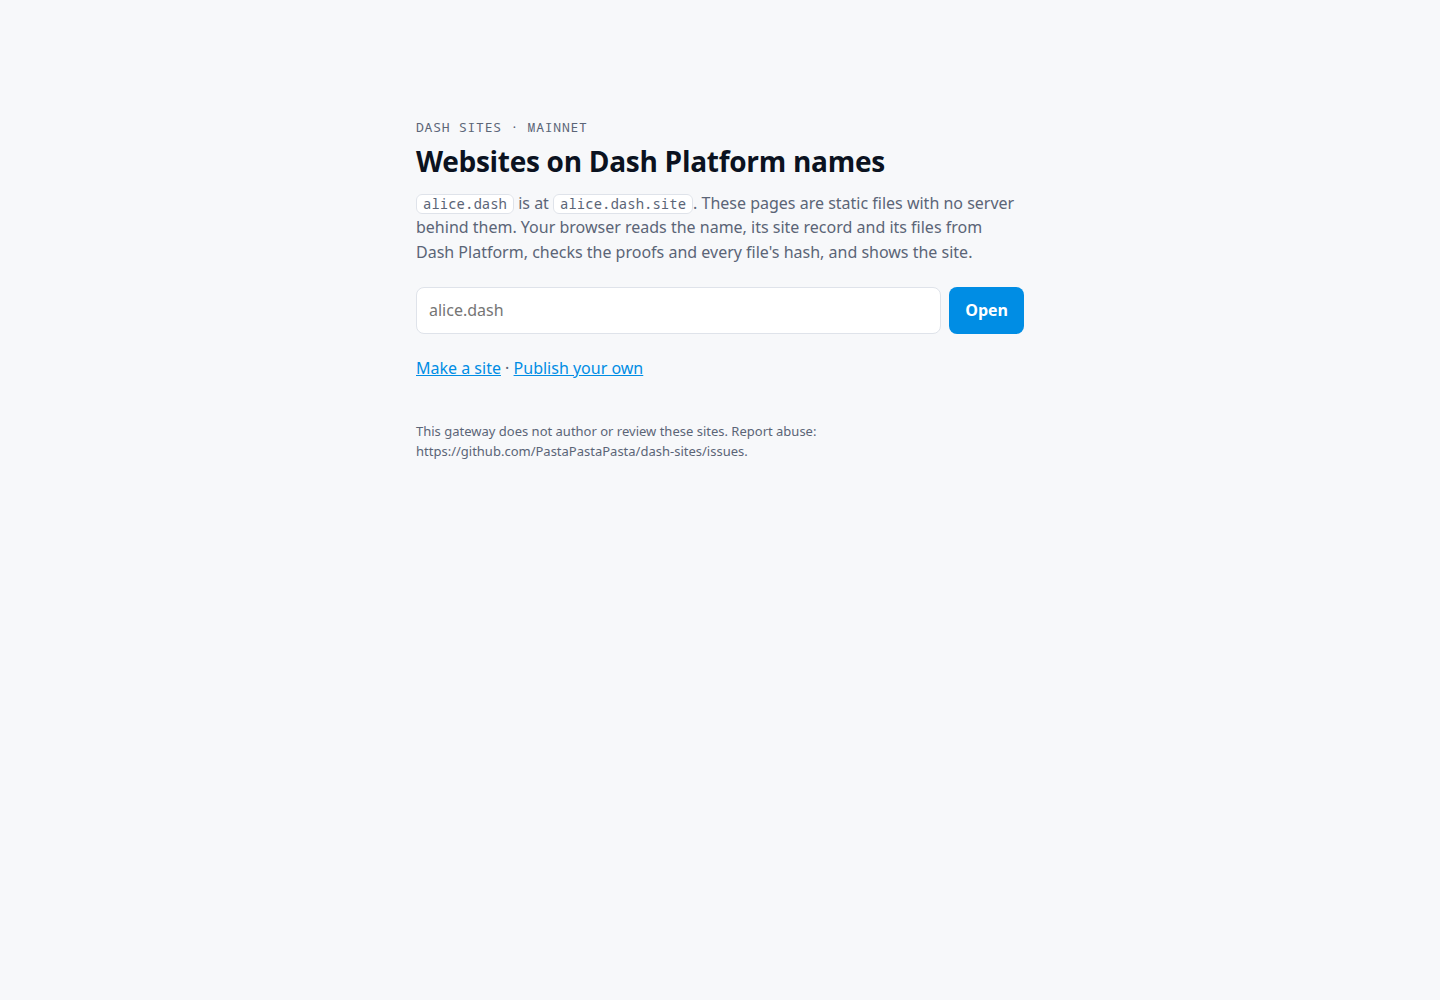 DASH SITES · MAINNET
Websites on Dash Platform names
alice.dash is at alice.dash.site. These pages are static files with no server
behind them. Your browser reads the name, its site record and its files from
Dash Platform, checks the proofs and every file's hash, and shows the site.
alice.dash Open
Make a site · Publish your own
This gateway does not author or review these sites. Report abuse:
https://github.com/PastaPastaPasta/dash-sites/issues.